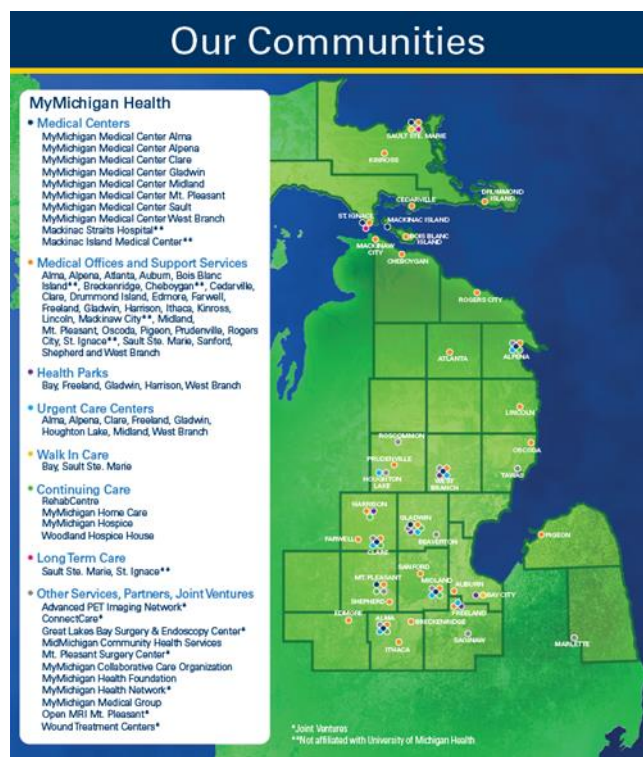 Our Communities
MyMichigan Health
Medical Centers
MyMichigan Medical Center Alma
MyMichigan Medical Center Alpena
MyMichigan Medical Center Clare
MyMichigan Medical Center Gladwin
MyMichigan Medical Center Midland
MyMichigan Medical Center Mt. Pleasant
MyMichigan Medical Center Sault
MyMichigan Medical Center West Branch
Mackinac Straits Hospital**
Mackinac Island Medical Center**
Medical Offices and Support Services
Alma, Alpena, Atlanta, Auburn, Bois Blanc
Island**, Breckenridge, Cheboygan**, Cedarville,
Clare, Drummond Island, Edmore, Farwell,
Freeland, Gladwin, Harrison, Ithaca, Kinross,
Lincoln, Mackinaw City**, Midland,
Mt. Pleasant, Oscoda, Pigeon, Prudenville, Rogers
City, St. Ignace**, Sault Ste. Marie, Sanford,
Shepherd and West Branch
Health Parks
Bay, Freeland, Gladwin, Harrison, West Branch
Urgent Care Centers
Alma, Alpena, Clare, Freeland, Gladwin,
Houghton Lake, Midland, West Branch
Walk In Care
Bay, Sault Ste. Marie
Continuing Care
RehabCentre
MyMichigan Home Care
MyMichigan Hospice
Woodland Hospice House
Long Term Care
Sault Ste. Marie, St. Ignace**
Other Services, Partners, Joint Ventures
Advanced PET Imaging Network*
ConnectCare*
Great Lakes Bay Surgery & Endoscopy Center*
MidMichigan Community Health Services
Mt. Pleasant Surgery Center*
MyMichigan Collaborative Care Organization
MyMichigan Health Foundation
MyMichigan Health Network*
MyMichigan Medical Group
Open MRI Mt. Pleasant*
Wound Treatment Centers*
SAULT STE. MARIE
KINROSS
CEDARVILLE
DRUMMOND
ISLAND
ST. IGNACE
MACKINAC ISLAND
BOIS BLANC
ISLAND
MACKINAW
CITY
CHEBOYGAN
ROGERS CITY
ATLANTA
ALPENA
LINCOLN
OSCODA
ROSCOMMON
PRUDENVILLE
HOUGHTON
LAKE
WEST
BRANCH
TAWAS
HARRISON
GLADWIN
BEAVERTON
FARWELL
CLARE
PIGEON
SANFORD
MT. PLEASANT
MIDLAND
AUBURN
BAY CITY
SHEPHERD
FREELAND
EDMORE
ALMA
BRECKENRIDGE
SAGINAW
ITHACA
MARLETTE
*Joint Ventures
**Not affiliated with University of Michigan Health